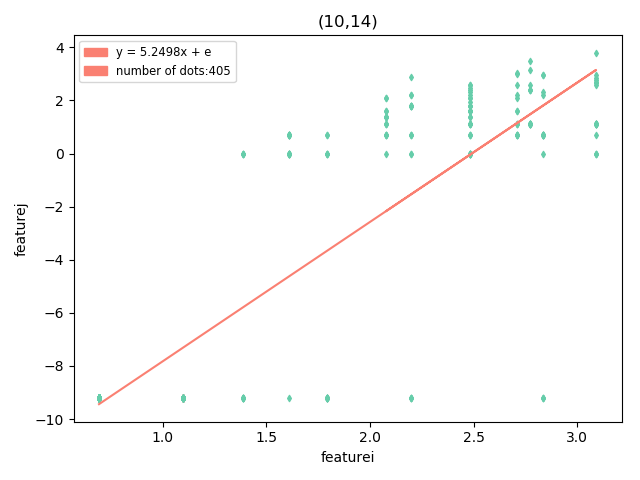 (10,14)
y = 5.2498x + e
number of dots:405
4
2
0
−2
−4
−6
−8
−10
featurej
1.0 1.5 2.0 2.5 3.0
featurei